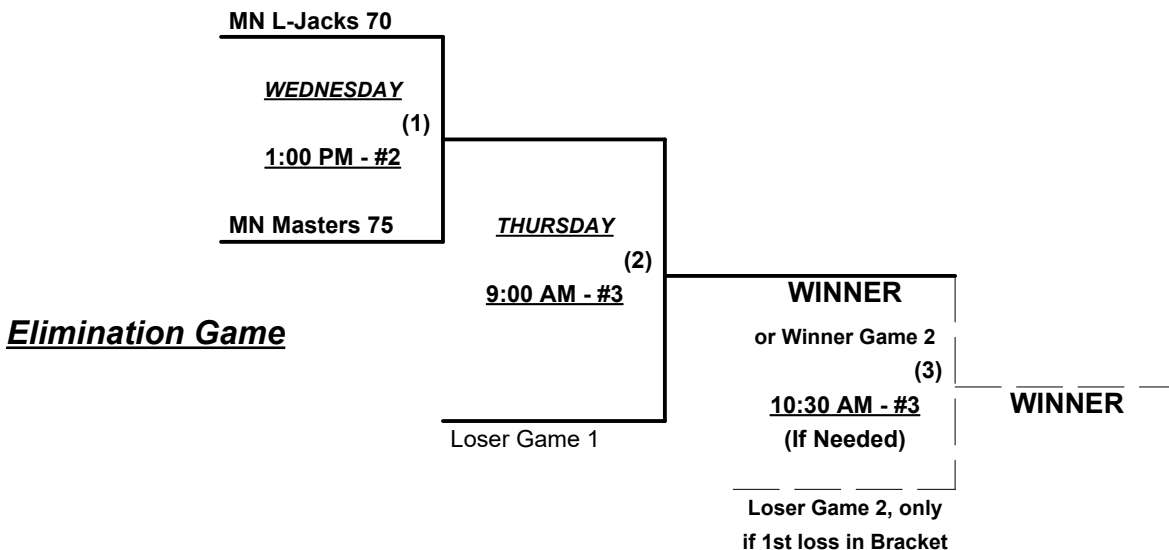 MN L-Jacks 70
WEDNESDAY
(1)
1:00 PM - #2
MN Masters 75
THURSDAY
(2)
9:00 AM - #3
WINNER
Elimination Game
or Winner Game 2
(3)
10:30 AM - #3
WINNER
Loser Game 1
(If Needed)
Loser Game 2, only
if 1st loss in Bracket